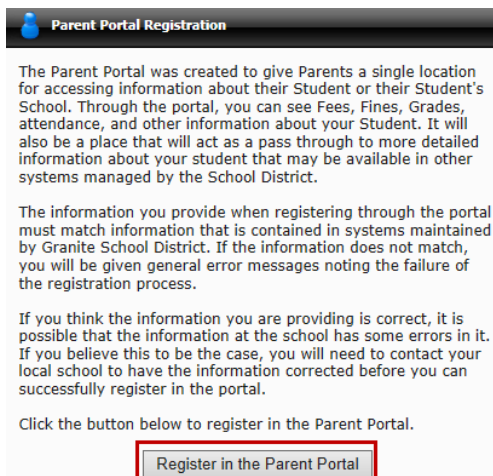 Parent Portal Registration
The Parent Portal was created to give Parents a single location
for accessing information about their Student or their Student's
School. Through the portal, you can see Fees, Fines, Grades,
attendance, and other information about your Student. It will
also be a place that will act as a pass through to more detailed
information about your student that may be available in other
systems managed by the School District.
The information you provide when registering through the portal
must match information that is contained in systems maintained
by Granite School District. If the information does not match,
you will be given general error messages noting the failure of
the registration process.
If you think the information you are providing is correct, it is
possible that the information at the school has some errors in it.
If you believe this to be the case, you will need to contact your
local school to have the information corrected before you can
successfully register in the portal.
Click the button below to register in the Parent Portal.
Register in the Parent Portal